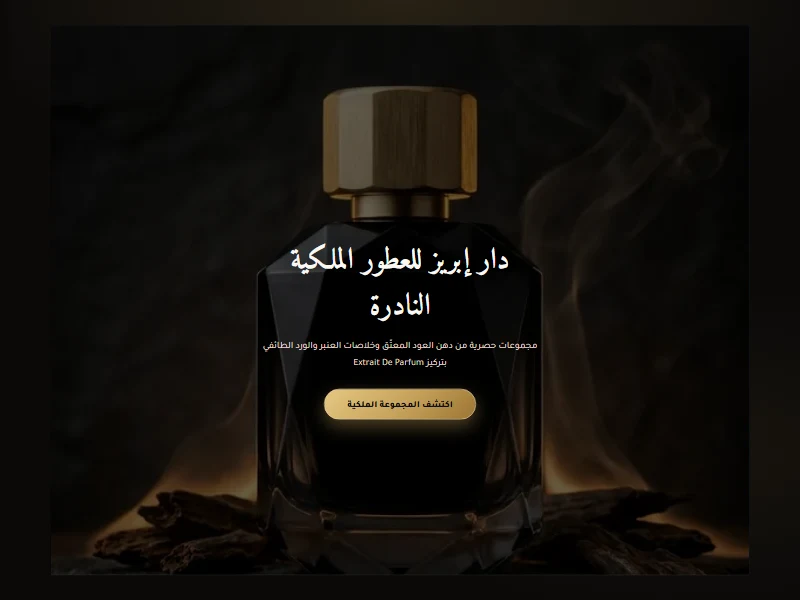 دار إبريز للعطور الملكية
النادرة
مجموعات حصرية من دهن العود المعتّق وخلاصات العنبر والورد الطائفي
بتركيز Extrait De Parfum
اكتشف المجموعة الملكية